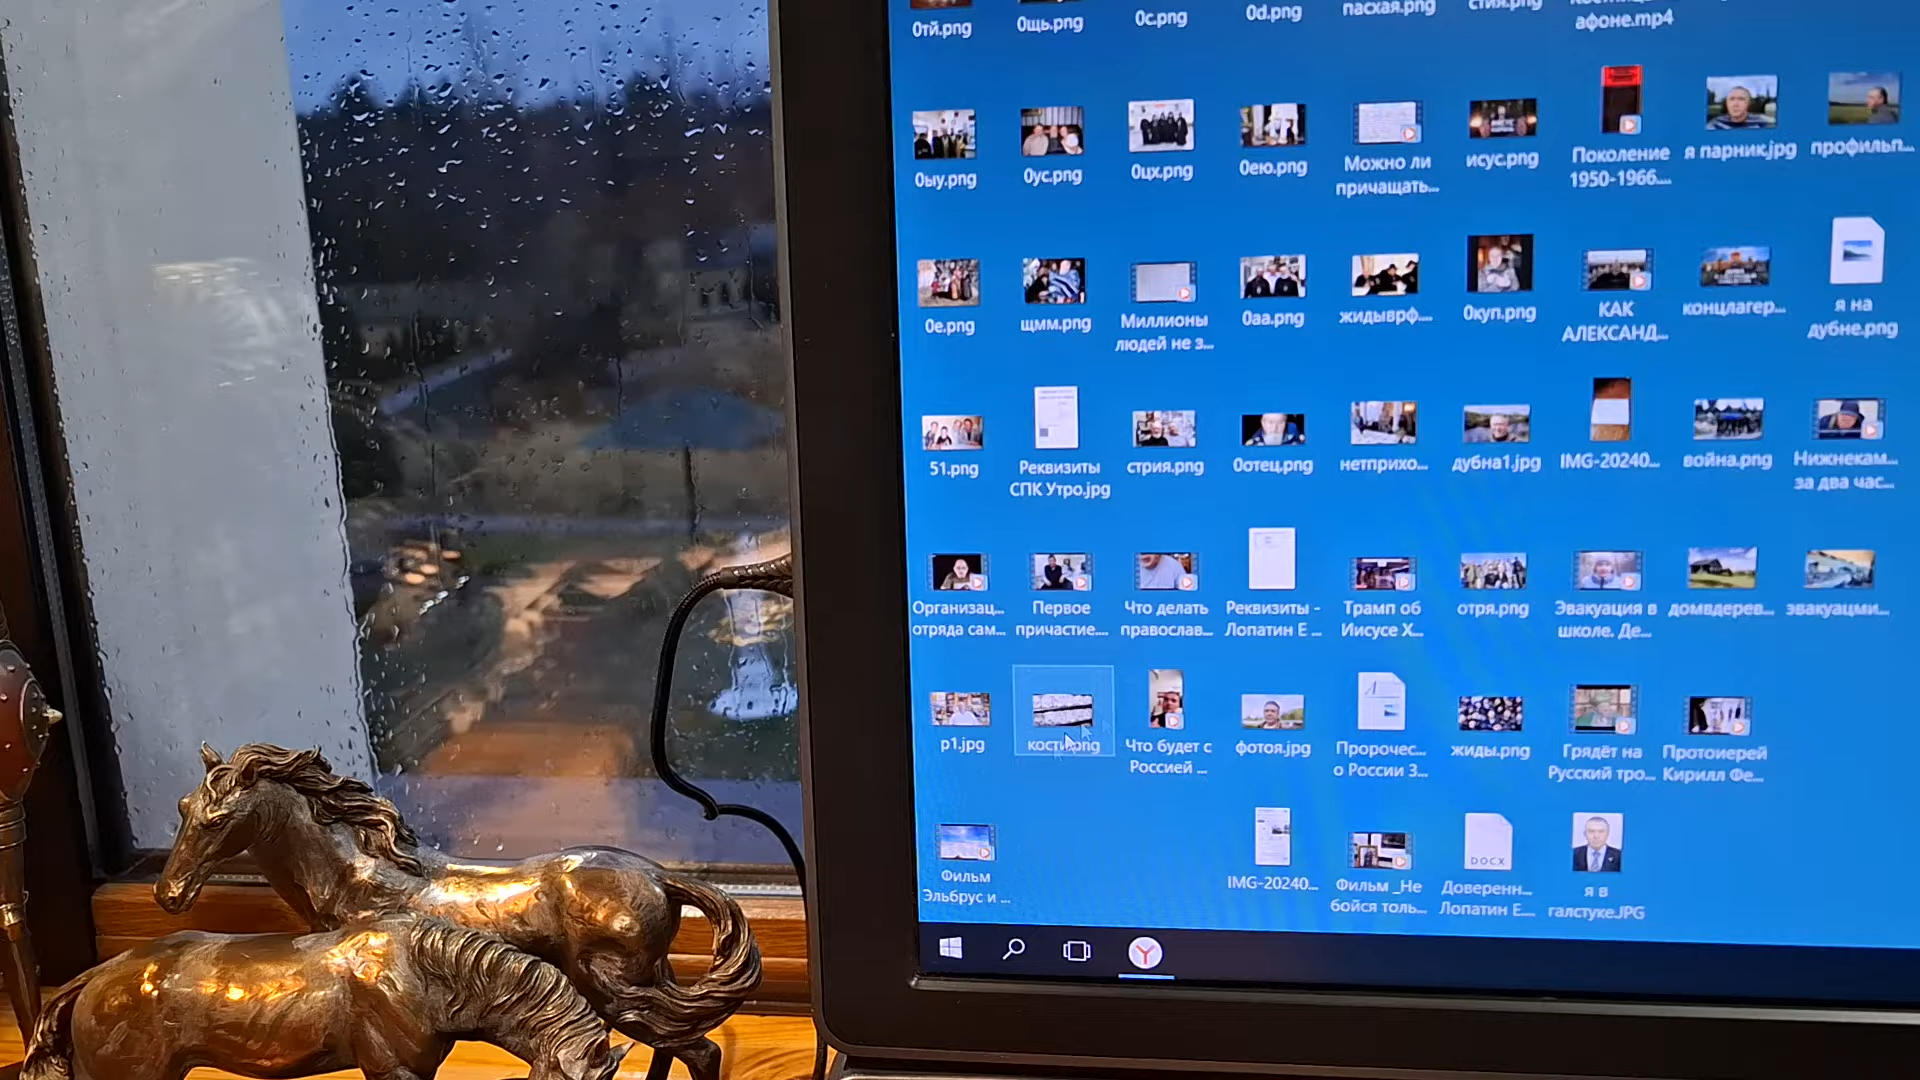 0тй.png
0щь.png
0с.png
0d.png
пасхая.png
афоне.mp4
0ыу.png
0ус.png
0цх.png
0ею.png
Можно ли
причащать...
исус.png
Поколение
1950-1966....
я парник.jpg
профильп...
0е.png
щмм.png
Миллионы
людей не з...
0аа.png
жидыврф....
0куп.png
КАК
АЛЕКСАНД...
концлагер...
я на
дубне.png
51.png
Реквизиты
СПК Утро.jpg
стрия.png
0отец.png
нетприхо...
дубна1.jpg
IMG-20240...
война.png
Нижнекам...
за два час...
Организац...
отряда сам...
Первое
причастие....
Что делать
православ...
Реквизиты -
Лопатин Е ...
Трамп об
Иисусе Х...
отря.png
Эвакуация в
школе. Де...
домвдерев...
эвакуацми...
р1.jpg
кости.png
Что будет с
Россией ...
фотоя.jpg
Пророчес...
о России 3...
жиды.png
Грядёт на
Русский тро...
Протоиерей
Кирилл Фе...
Фильм
Эльбрус и ...
IMG-20240...
Фильм _Не
бойся толь...
DOCX
Доверенн...
Лопатин Е....
я в
галстуке.JPG